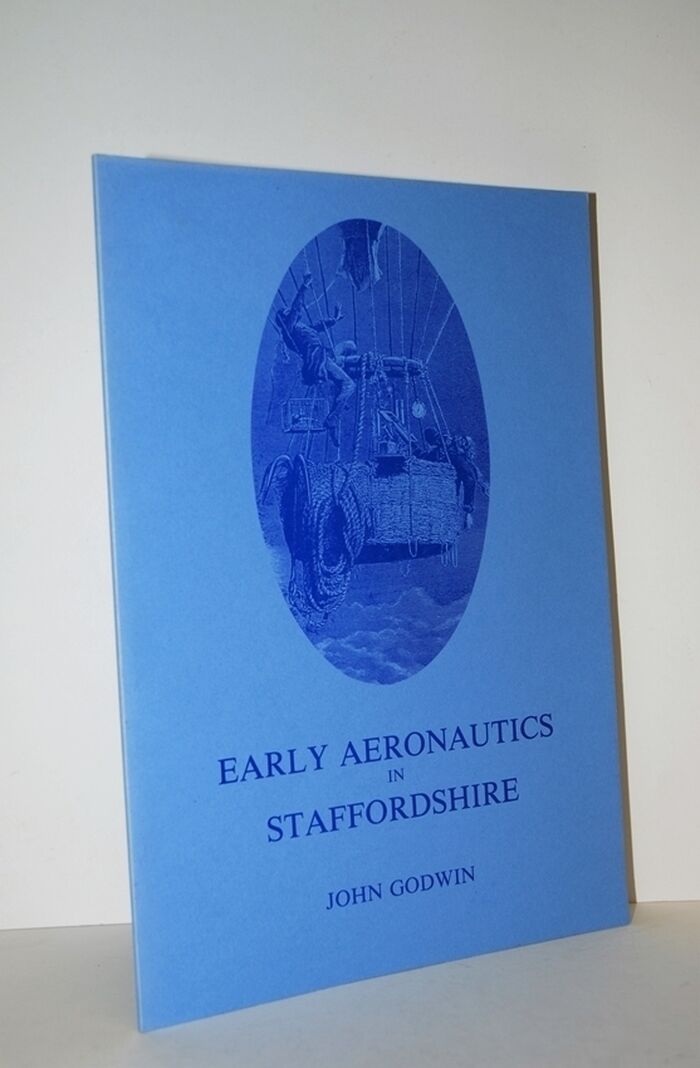 EARLY AERONAUTICS
IN
STAFFORDSHIRE
JOHN GODWIN